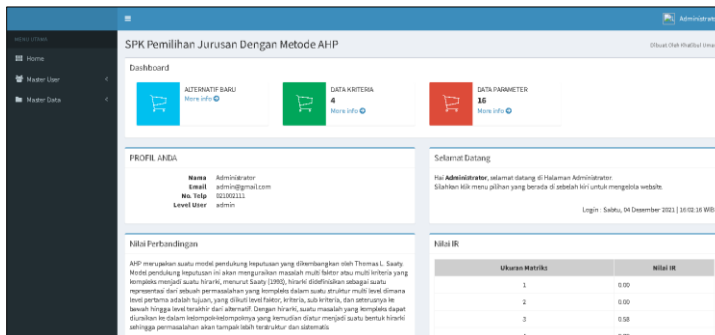 Administrato
MENU UTAMA
SPK Pemilihan Jurusan Dengan Metode AHP
Dibuat Oleh Khatibul Umam
Home
Master User
Master Data
Dashboard
ALTERNATIF BARU
More info
DATA KRITERIA
4
More info
DATA PARAMETER
16
More info
PROFIL ANDA
Nama Administrator
Email admin@gmail.com
No. Telp 021002111
Level User admin
Selamat Datang
Hai Administrator, selamat datang di Halaman Administrator.
Silahkan klik menu pilihan yang berada di sebelah kiri untuk mengelola website.
Login : Sabtu, 04 Desember 2021 | 16:02:16 WIB
Nilai Perbandingan
AHP merupakan suatu model pendukung keputusan yang dikembangkan oleh Thomas L. Saaty.
Model pendukung keputusan ini akan menguraikan masalah multi faktor atau multi kriteria yang
kompleks menjadi suatu hirarki, menurut Saaty (1993), hirarki didefinisikan sebagai suatu
representasi dari sebuah permasalahan yang kompleks dalam suatu struktur multi level dimana
level pertama adalah tujuan, yang diikuti level faktor, kriteria, sub kriteria, dan seterusnya ke
bawah hingga level terakhir dari alternatif. Dengan hirarki, suatu masalah yang kompleks dapat
diuraikan ke dalam kelompok-kelompoknya yang kemudian diatur menjadi suatu bentuk hirarki
sehingga permasalahan akan tampak lebih terstruktur dan sistematis
Nilai IR
Ukuran Matriks Nilai IR
1 0.00
2 0.00
3 0.58